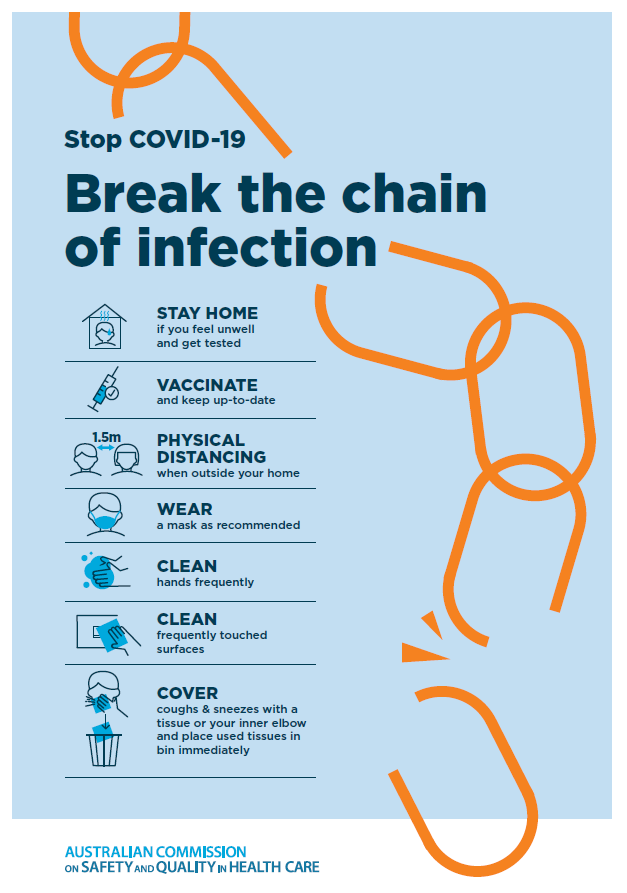 Stop COVID-19
Break the chain
of infection
STAY HOME
if you feel unwell
and get tested
VACCINATE
and keep up-to-date
1.5m
PHYSICAL
DISTANCING
when outside your home
WEAR
a mask as recommended
CLEAN
hands frequently
CLEAN
frequently touched
surfaces
COVER
coughs & sneezes with a
tissue or your inner elbow
and place used tissues in
bin immediately
AUSTRALIAN COMMISSION
ON SAFETY AND QUALITY IN HEALTH CARE